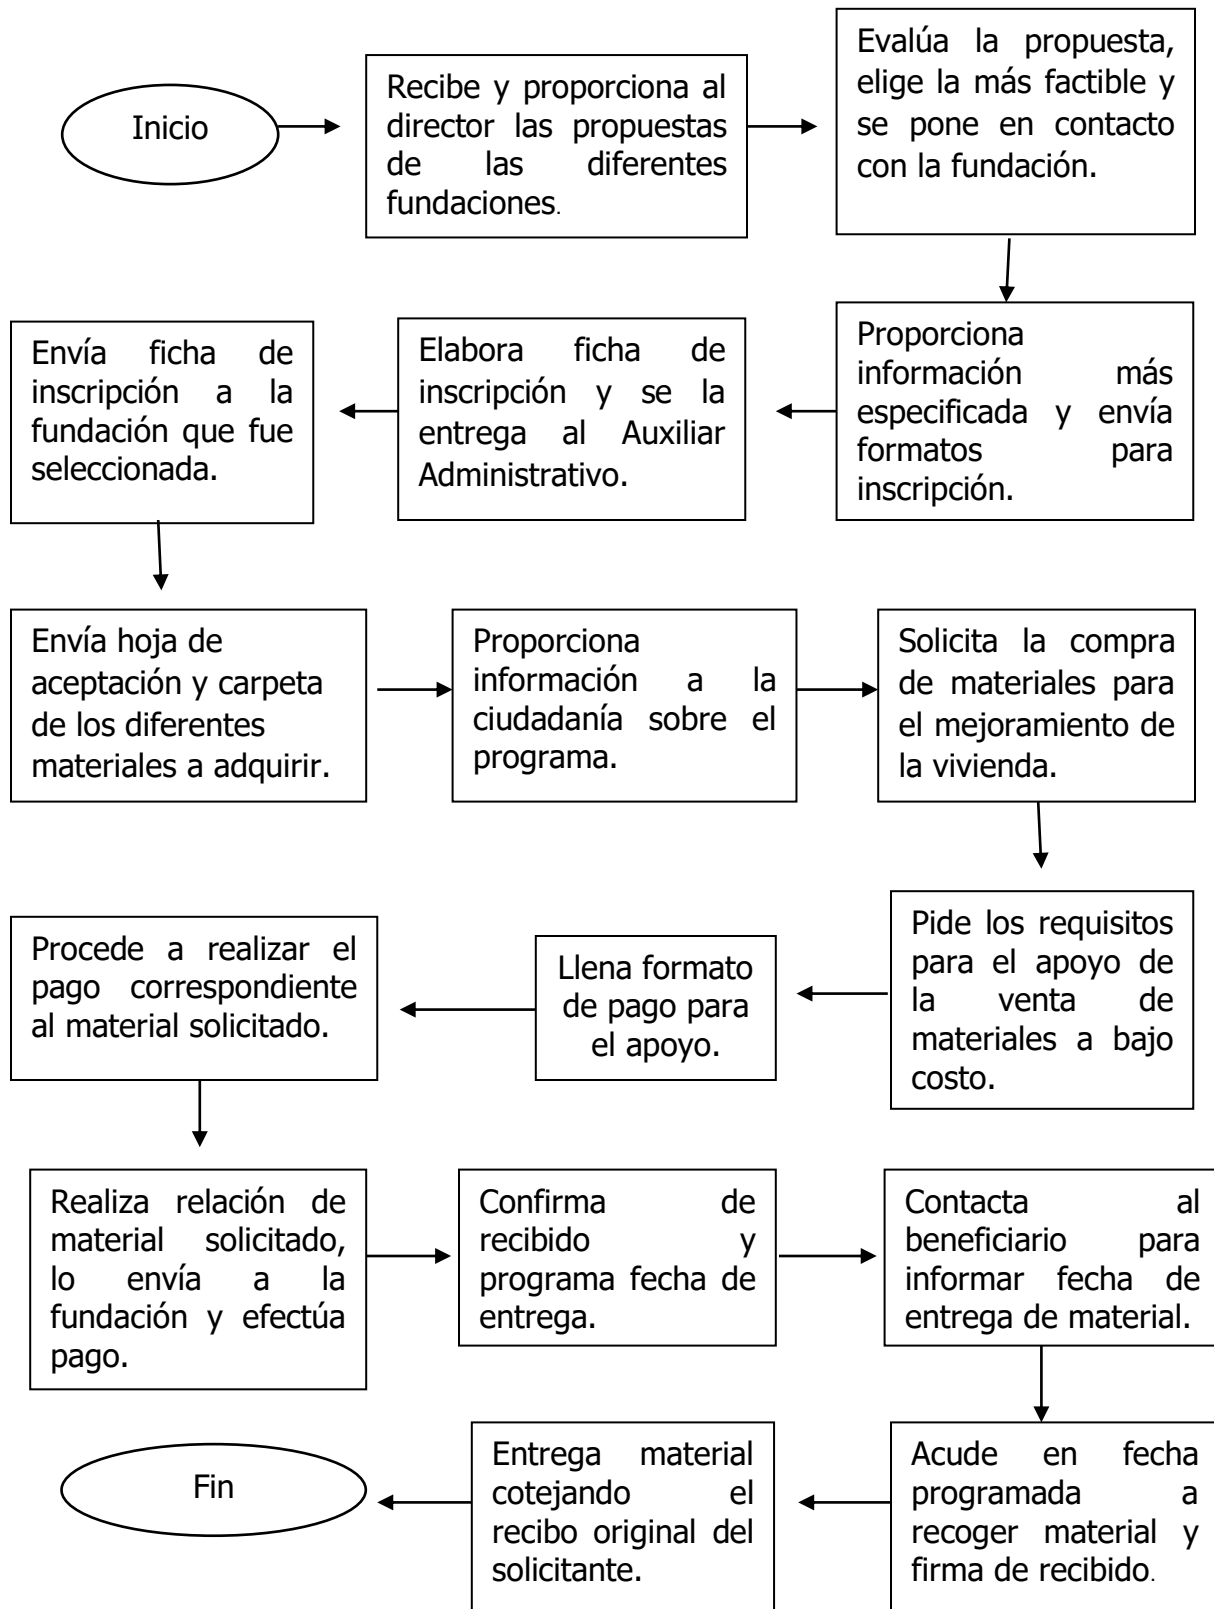 Inicio
Recibe y proporciona al
director las propuestas
de las diferentes
fundaciones.
Evalúa la propuesta,
elige la más factible y
se pone en contacto
con la fundación.
Proporciona
información más
especificada y envía
formatos para
inscripción.
Elabora ficha de
inscripción y se la
entrega al Auxiliar
Administrativo.
Envía ficha de
inscripción a la
fundación que fue
seleccionada.
Envía hoja de
aceptación y carpeta
de los diferentes
materiales a adquirir.
Proporciona
información a la
ciudadanía sobre el
programa.
Solicita la compra
de materiales para
el mejoramiento de
la vivienda.
Pide los requisitos
para el apoyo de
la venta de
materiales a bajo
costo.
Llena formato
de pago para
el apoyo.
Procede a realizar el
pago correspondiente
al material solicitado.
Realiza relación de
material solicitado,
lo envía a la
fundación y efectúa
pago.
Confirma de
recibido y
programa fecha de
entrega.
Contacta al
beneficiario para
informar fecha de
entrega de material.
Acude en fecha
programada a
recoger material y
firma de recibido.
Entrega material
cotejando el
recibo original del
solicitante.
Fin